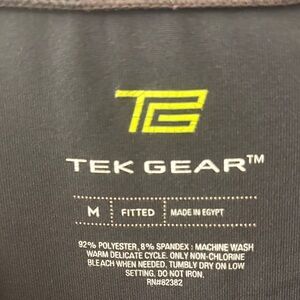 TG
TEK GEAR™
M FITTED MADE IN EGYPT
92% POLYESTER, 8% SPANDEX : MACHINE WASH
WARM DELICATE CYCLE. ONLY NON-CHLORINE
BLEACH WHEN NEEDED. TUMBLY DRY ON LOW
SETTING. DO NOT IRON.
RN#82382